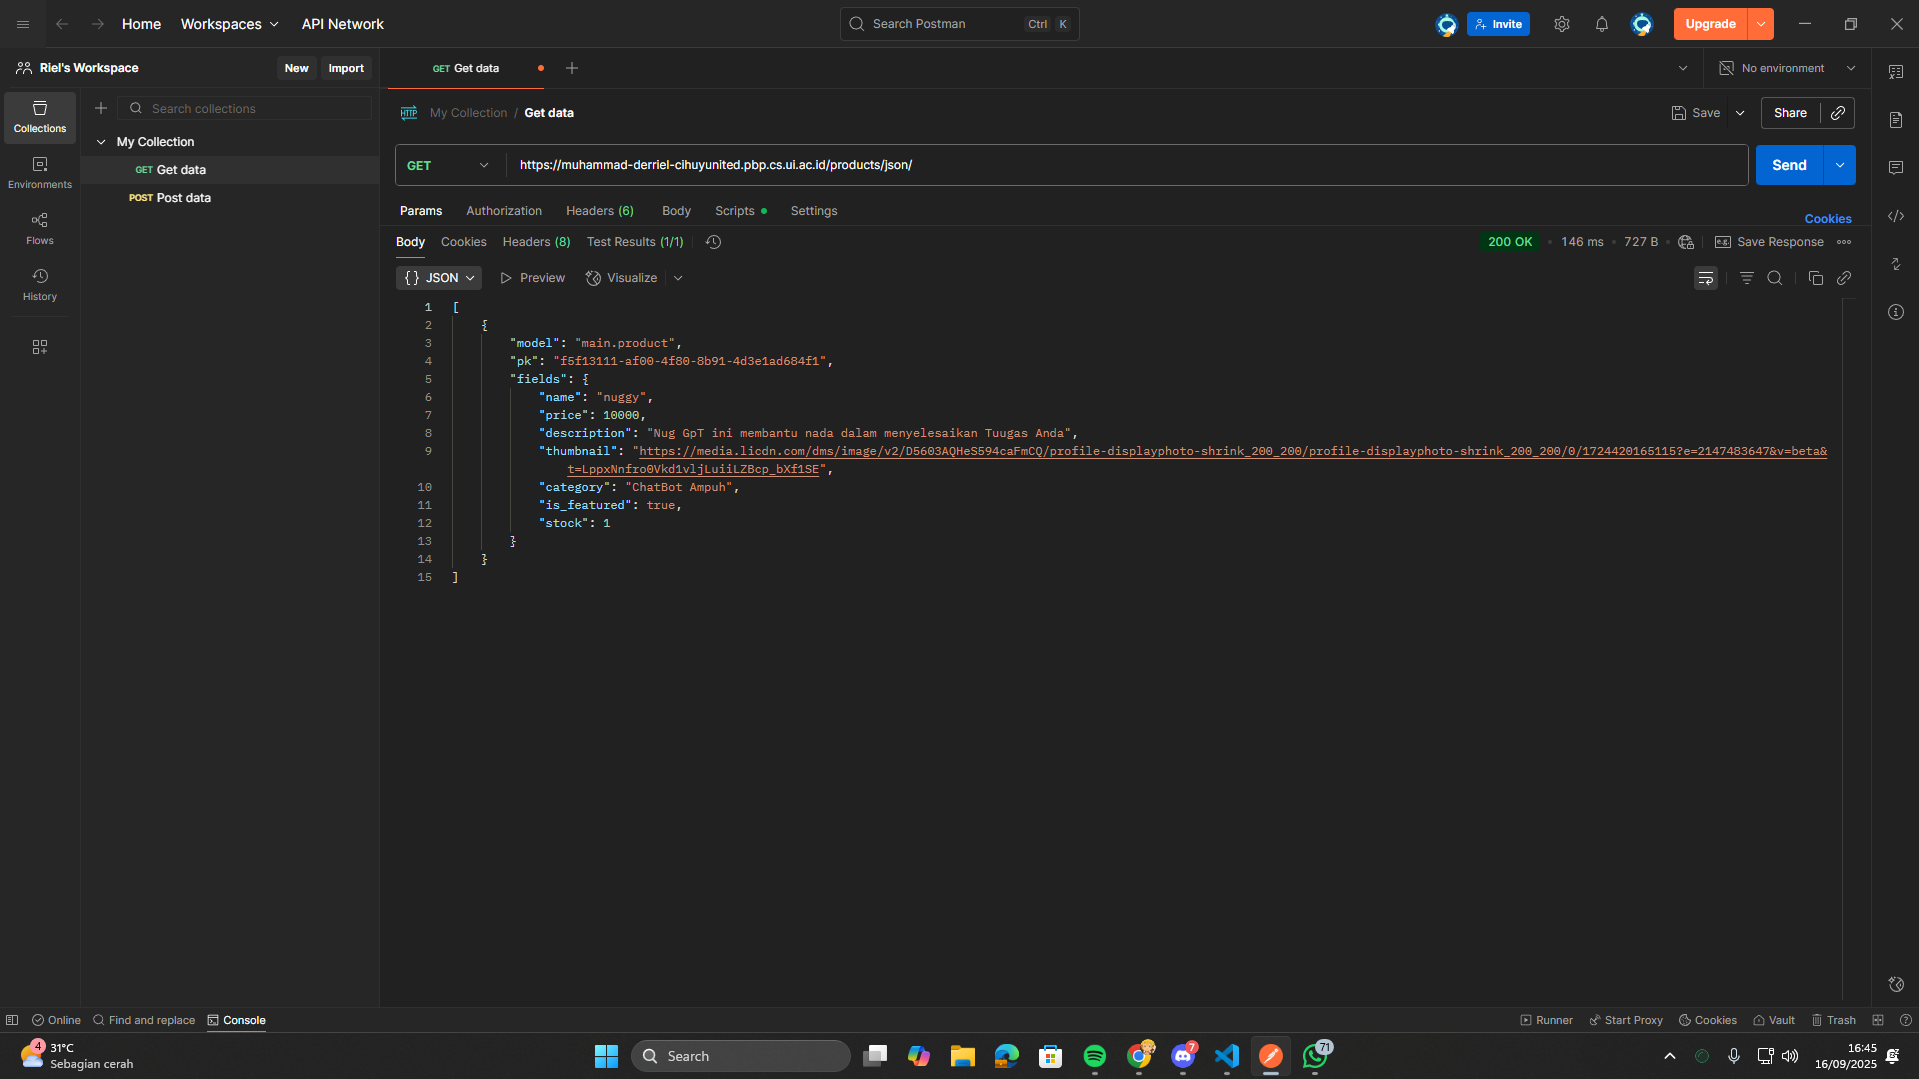 Home
Workspaces
API Network
Search Postman
Ctrl K
Invite
Upgrade
Riel's Workspace
New
Import
GET Get data
No environment
Collections
Environments
Flows
History
Search collections
My Collection
GET Get data
POST Post data
HTTP My Collection / Get data
Save
Share
GET https://muhammad-derriel-cihuyunited.pbp.cs.ui.ac.id/products/json/
Send
Params Authorization Headers (6) Body Scripts Settings
Cookies
Body Cookies Headers (8) Test Results (1/1)
200 OK • 146 ms • 727 B
e.g. Save Response
{} JSON
Preview
Visualize
1 [
2 {
3 "model": "main.product",
4 "pk": "f5f13111-af00-4f80-8b91-4d3e1ad684f1",
5 "fields": {
6 "name": "nuggy",
7 "price": 10000,
8 "description": "Nug GpT ini membantu nada dalam menyelesaikan Tuugas Anda",
9 "thumbnail": "https://media.licdn.com/dms/image/v2/D5603AQHeS594caFmCQ/profile-displayphoto-shrink_200_200/profile-displayphoto-shrink_200_200/0/1724420165115?e=2147483647&v=beta&
t=LppxNnfro0Vkd1vljLuiiLZBcp_bXf1SE",
10 "category": "ChatBot Ampuh",
11 "is_featured": true,
12 "stock": 1
13 }
14 }
15 ]
Online
Find and replace
Console
Runner
Start Proxy
Cookies
Vault
Trash
4
31°C
Sebagian cerah
Search
7
71
16:45
16/09/2025